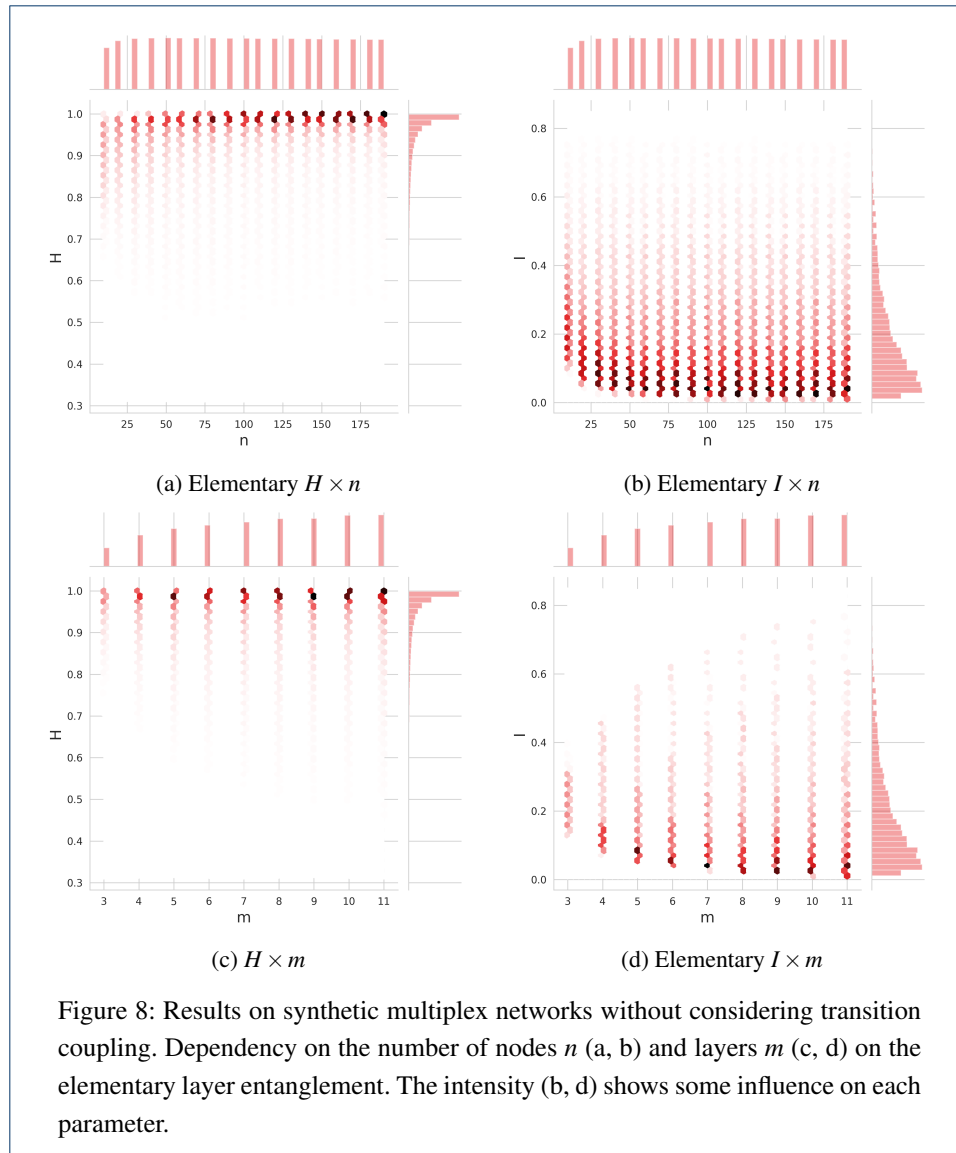 1.0
0.9
0.8
0.7
0.6
0.5
0.4
0.3
H
25 50 75 100 125 150 175
n
0.8
0.6
0.4
0.2
0.0
I
25 50 75 100 125 150 175
n
(a) Elementary H × n
(b) Elementary I × n
1.0
0.9
0.8
0.7
0.6
0.5
0.4
0.3
H
3 4 5 6 7 8 9 10 11
m
0.8
0.6
0.4
0.2
0.0
I
3 4 5 6 7 8 9 10 11
m
(c) H × m
(d) Elementary I × m
Figure 8: Results on synthetic multiplex networks without considering transition
coupling. Dependency on the number of nodes n (a, b) and layers m (c, d) on the
elementary layer entanglement. The intensity (b, d) shows some influence on each
parameter.